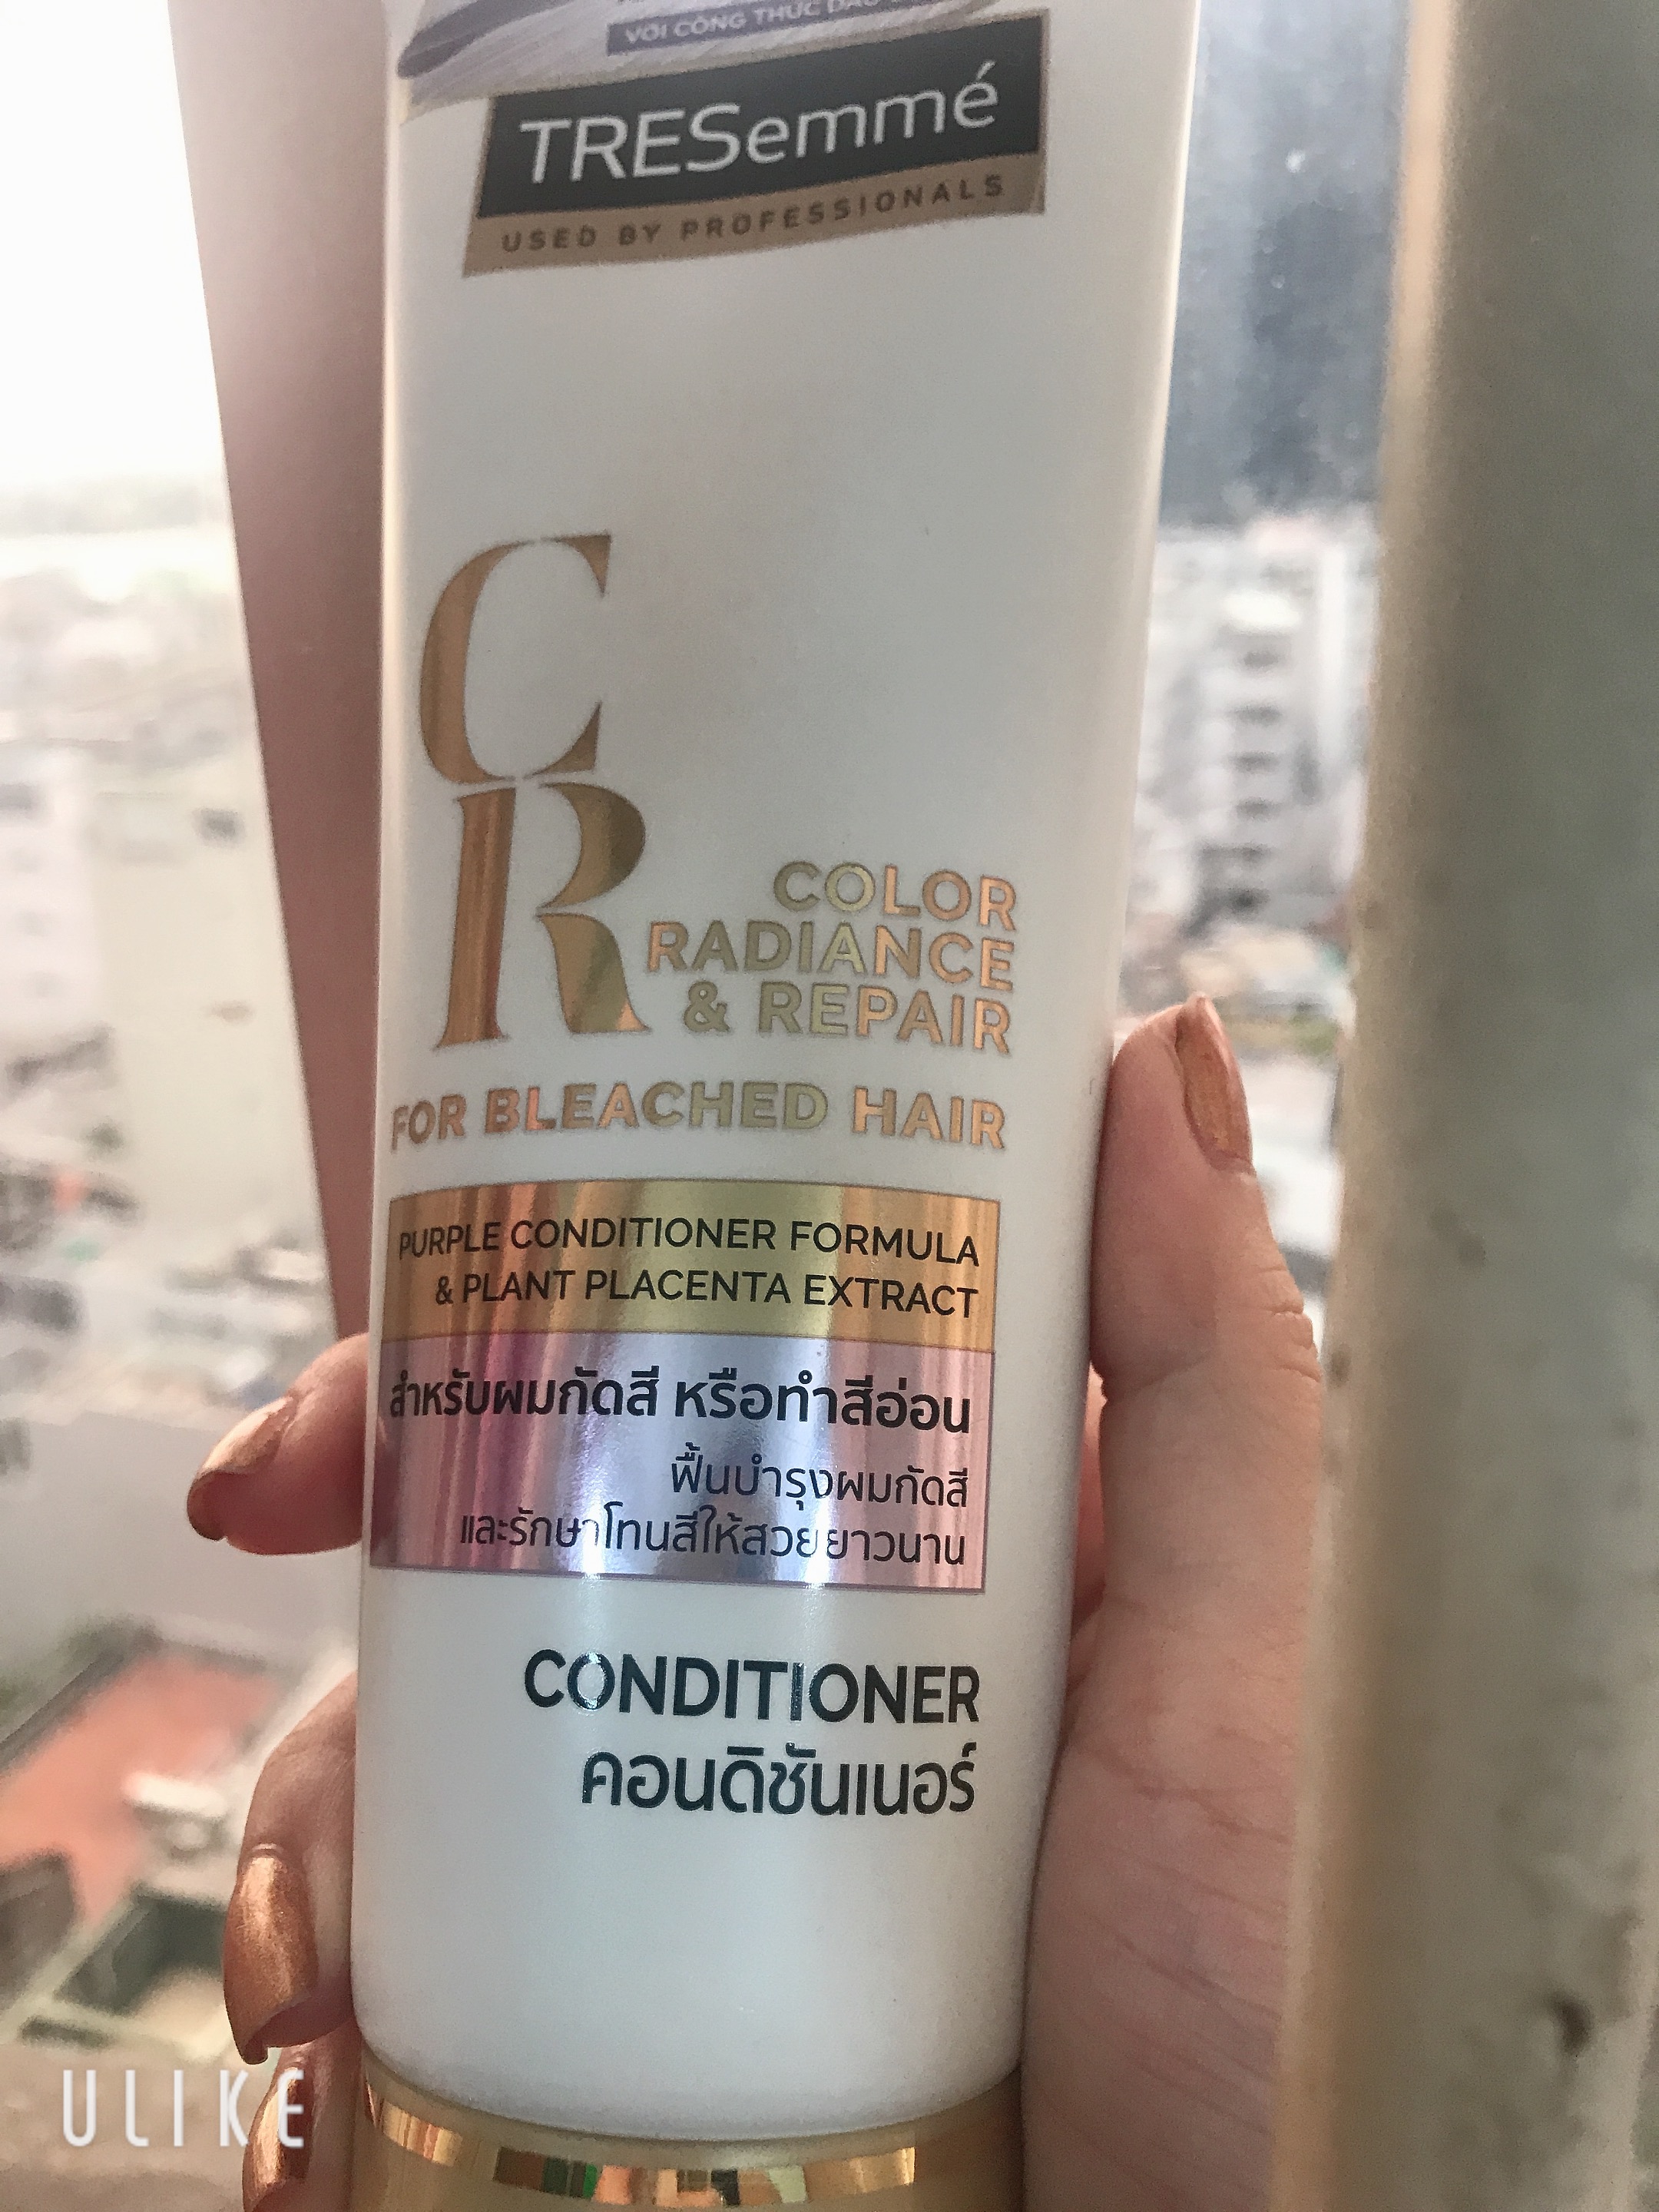 VỚI CÔNG THỨC
TRESemmé
USED BY PROFESSIONALS
CR
COLOR
RADIANCE
& REPAIR
FOR BLEACHED HAIR
PURPLE CONDITIONER FORMULA
& PLANT PLACENTA EXTRACT
สำหรับผมกัดสี หรือทำสีอ่อน
ฟื้นบำรุงผมกัดสี
และรักษาโทนสีให้สวยยาวนาน
CONDITIONER
คอนดิชันเนอร์
ULIKE